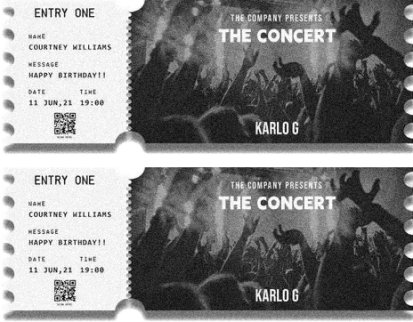 ENTRY ONE
NAME
COURTNEY WILLIAMS
MESSAGE
HAPPY BIRTHDAY!!
DATE TIME
11 JUN,21 19:00
THE COMPANY PRESENTS
THE CONCERT
KARLO G
ENTRY ONE
NAME
COURTNEY WILLIAMS
MESSAGE
HAPPY BIRTHDAY!!
DATE TIME
11 JUN,21 19:00
THE COMPANY PRESENTS
THE CONCERT
KARLO G